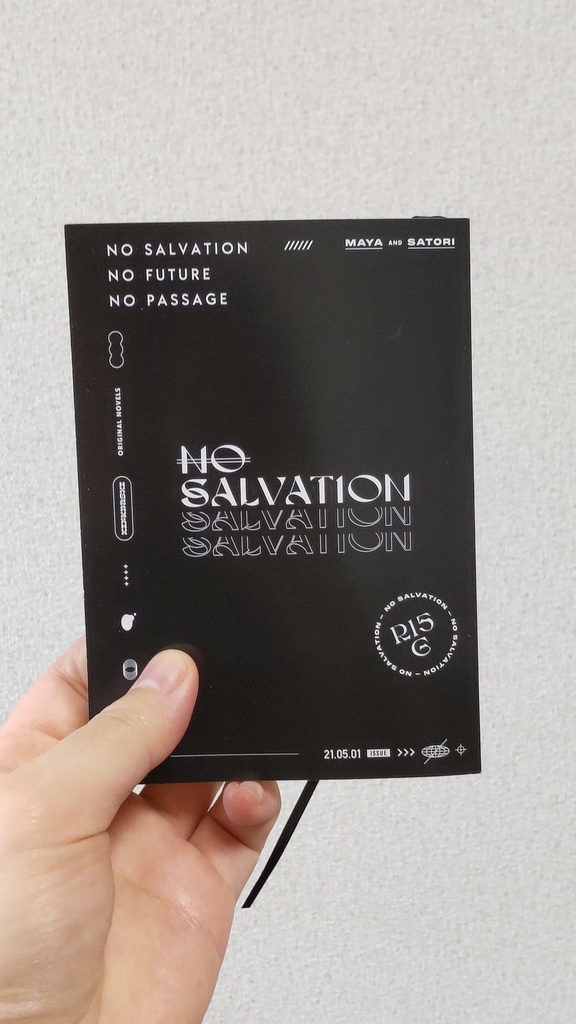 NO SALVATION
NO FUTURE
NO PASSAGE
MAYA AND SATORI
ORIGINAL NOVELS
NO
SALVATION
SALVATION
SALVATION
NO SALVATION – NO SALVATION – NO SALVATION –
R15
G
21.05.01 ISSUE >>>